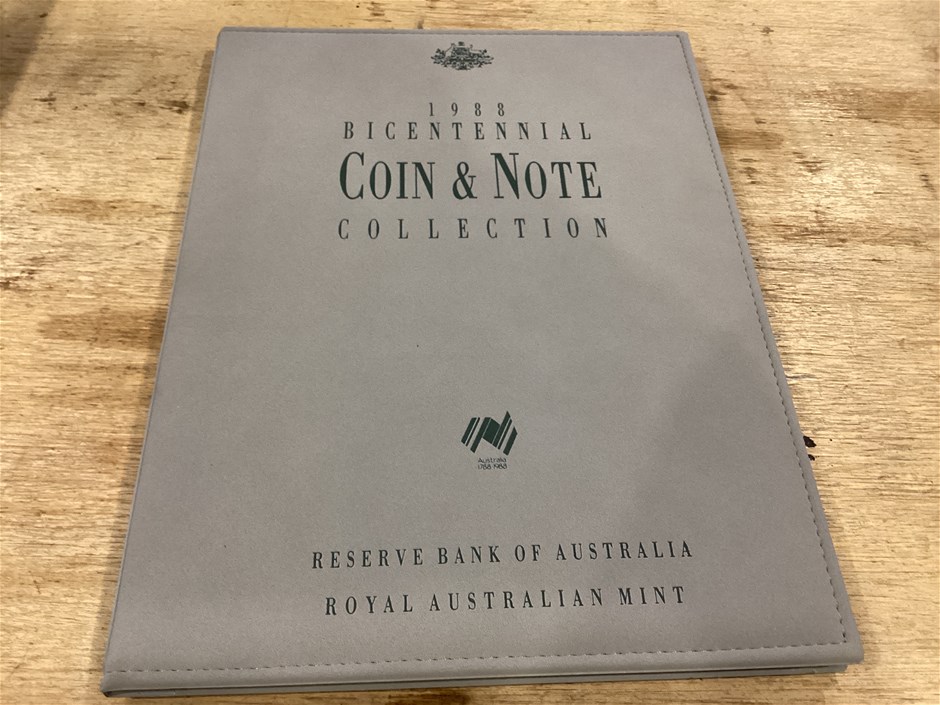 1988
BICENTENNIAL
COIN & NOTE
COLLECTION
Australia
1788 1988
RESERVE BANK OF AUSTRALIA
ROYAL AUSTRALIAN MINT